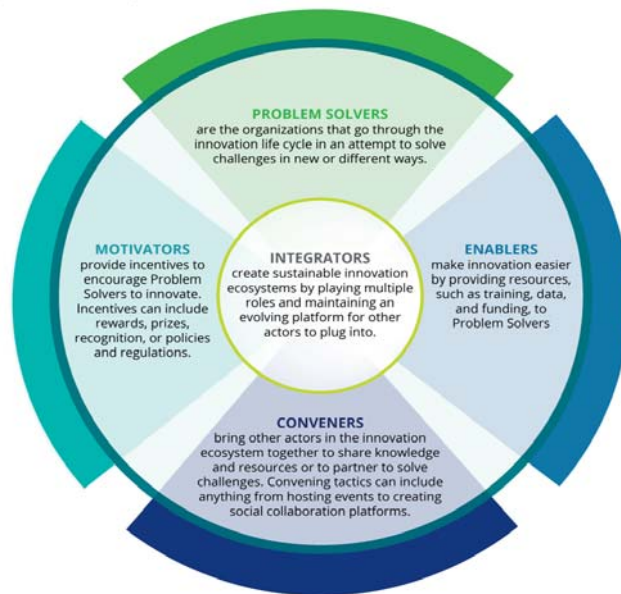 PROBLEM SOLVERS
are the organizations that go through the
innovation life cycle in an attempt to solve
challenges in new or different ways.
MOTIVATORS
provide incentives to
encourage Problem
Solvers to innovate.
Incentives can include
rewards, prizes,
recognition, or policies
and regulations.
INTEGRATORS
create sustainable innovation
ecosystems by playing multiple
roles and maintaining an
evolving platform for other
actors to plug into.
ENABLERS
make innovation easier
by providing resources,
such as training, data,
and funding, to
Problem Solvers
CONVENERS
bring other actors in the innovation
ecosystem together to share knowledge
and resources or to partner to solve
challenges. Convening tactics can include
anything from hosting events to creating
social collaboration platforms.